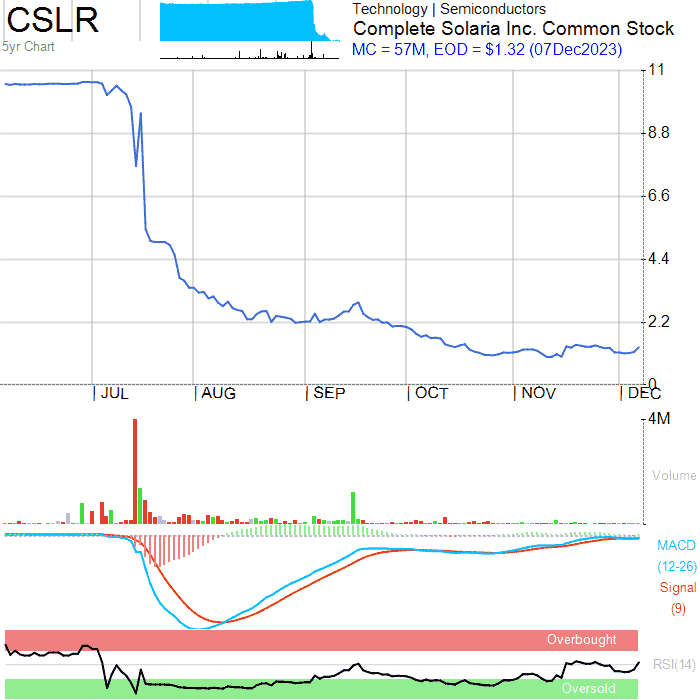 CSLR
5yr Chart
Technology | Semiconductors
Complete Solaria Inc. Common Stock
MC = 57M, EOD = $1.32 (07Dec2023)
11
8.8
6.6
4.4
2.2
0
JUL
AUG
SEP
OCT
NOV
DEC
4M
Volume
MACD
(12-26)
Signal
(9)
Overbought
RSI(14)
Oversold